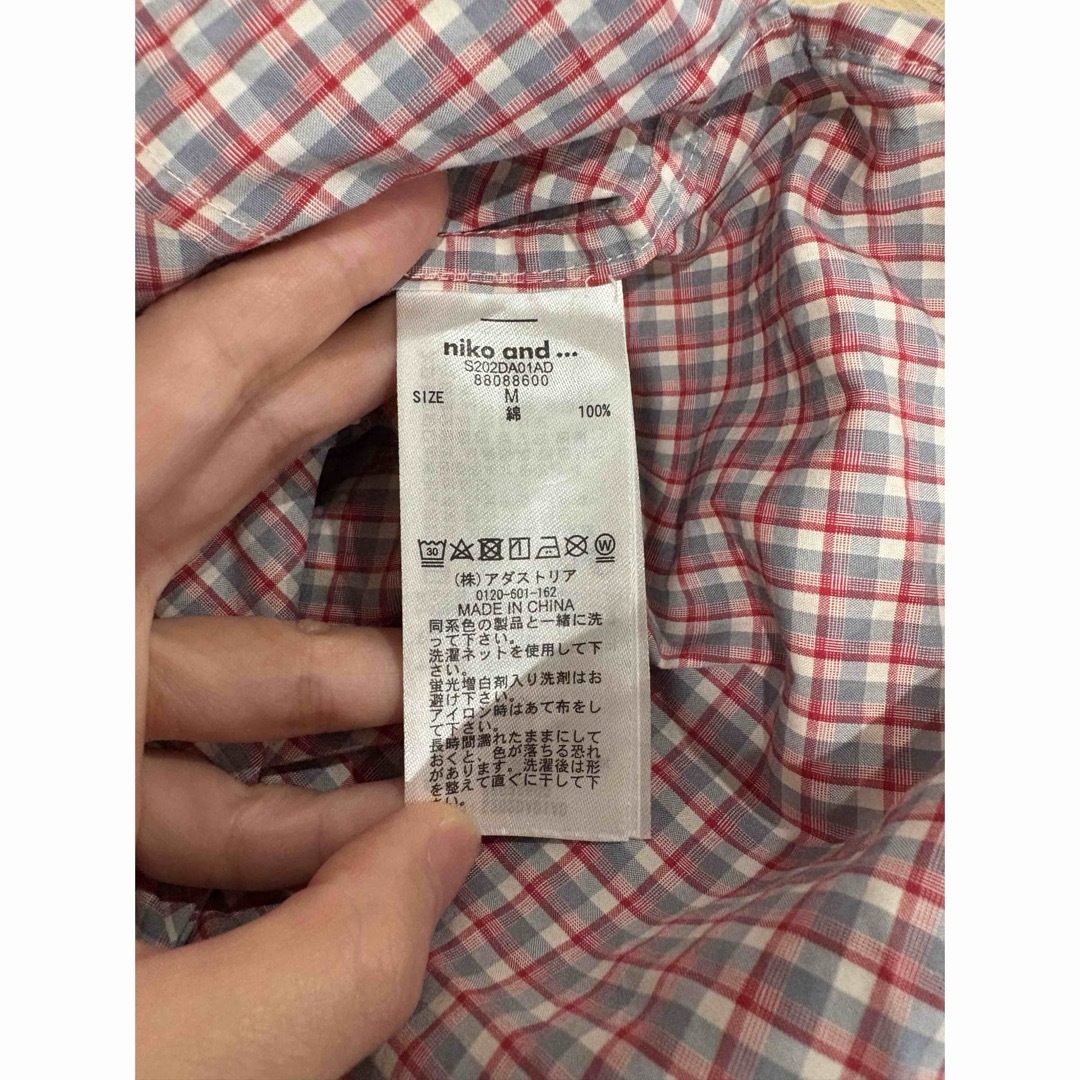 niko and ...
S202DA01AD
88088600
SIZE M
綿 100%
30 W
(株)アダストリア
0120-601-162
MADE IN CHINA
同系色の製品と一緒に洗
って下さい。
洗濯ネットを使用して下
さい。
蛍光増白剤入り洗剤はお
避け下さい。
アイロン時はあて布をし
て下さい。
長時間濡れたままにして
おくと、色が落ちる恐れ
があります。洗濯後は形
を整えて直ぐに干して下
さい。